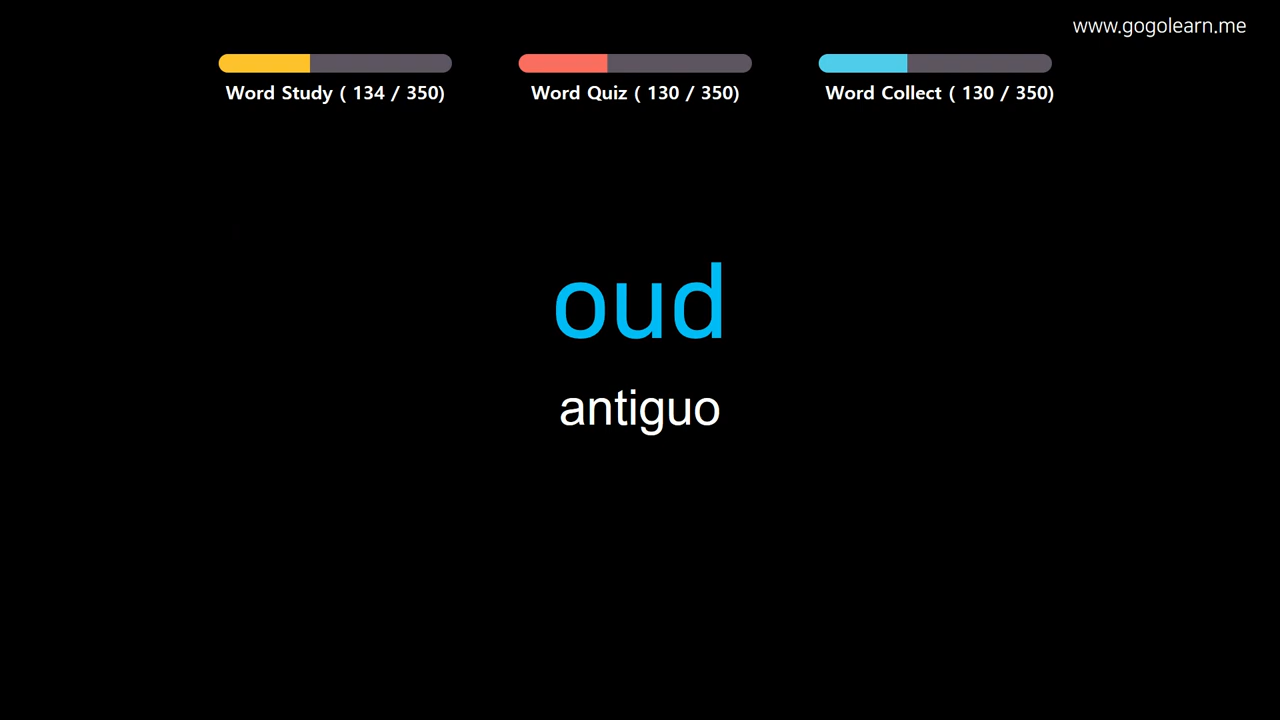 www.gogolearn.me
Word Study ( 134 / 350)
Word Quiz ( 130 / 350)
Word Collect ( 130 / 350)
oud
antiguo